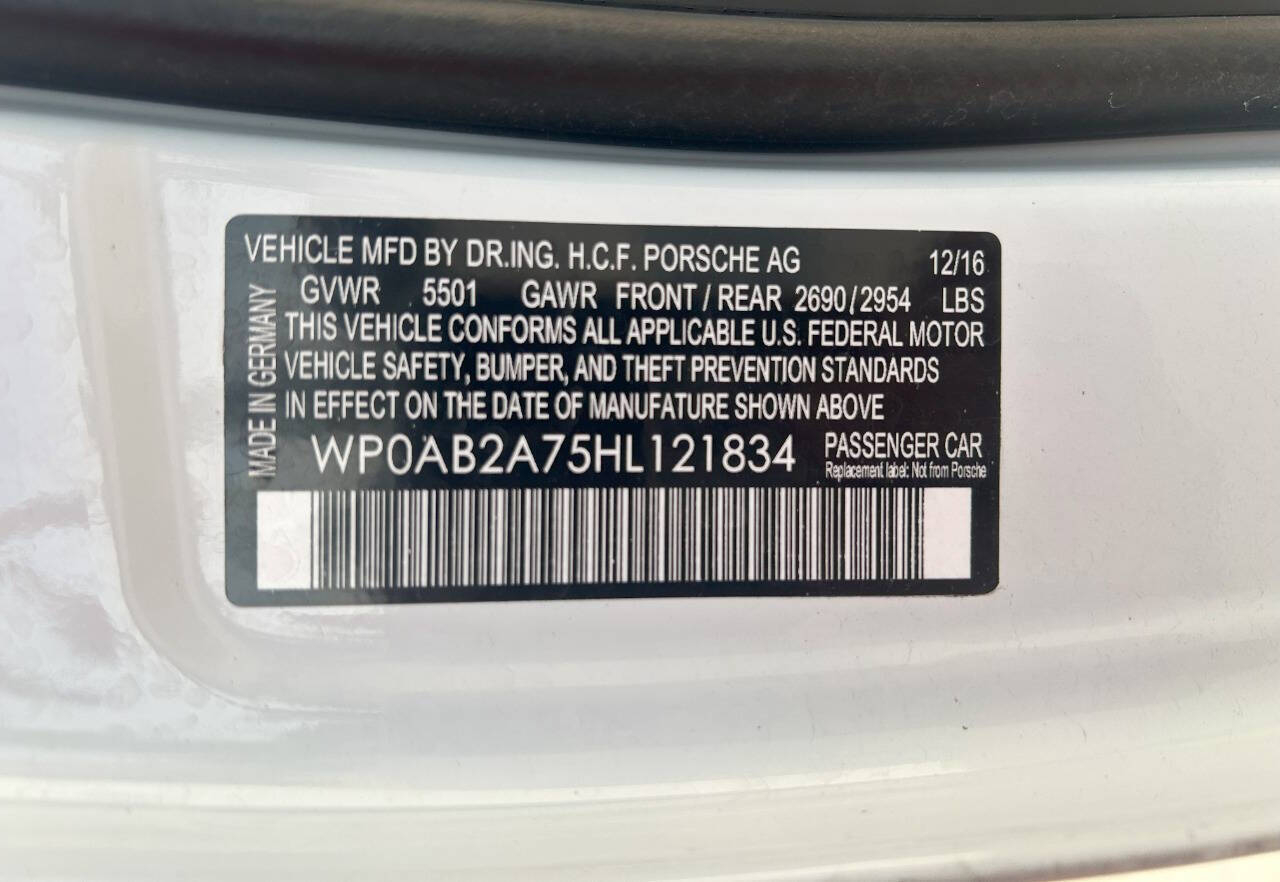 VEHICLE MFD BY DR.ING. H.C.F. PORSCHE AG 12/16
GVWR 5501 GAWR FRONT / REAR 2690/2954 LBS
THIS VEHICLE CONFORMS ALL APPLICABLE U.S. FEDERAL MOTOR
VEHICLE SAFETY, BUMPER, AND THEFT PREVENTION STANDARDS
IN EFFECT ON THE DATE OF MANUFATURE SHOWN ABOVE
MADE IN GERMANY
WP0AB2A75HL121834 PASSENGER CAR
Replacement label: Not from Porsche